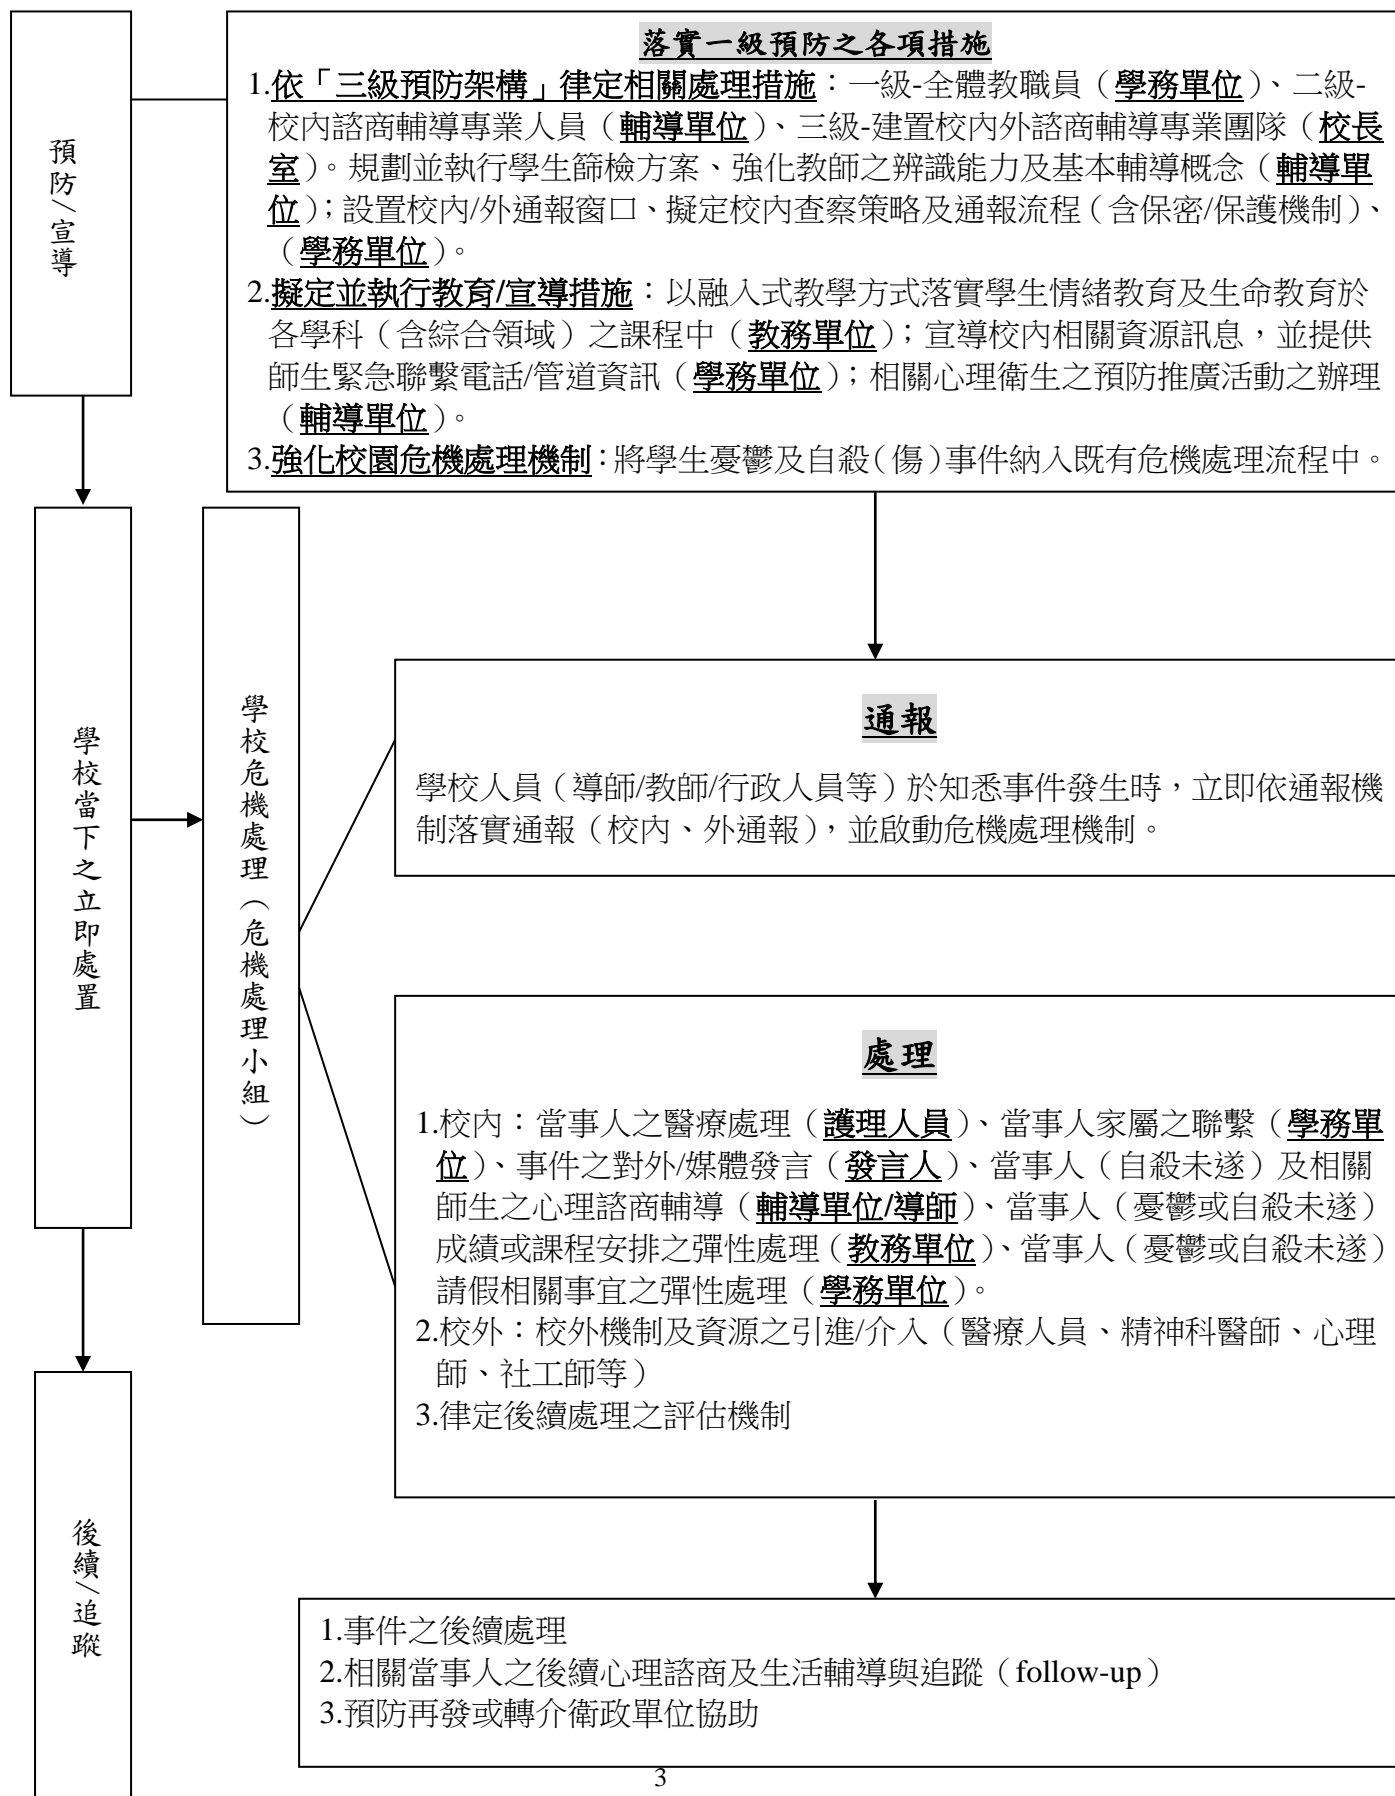 預防/宣導
落實一級預防之各項措施
1.依「三級預防架構」律定相關處理措施：一級-全體教職員（學務單位）、二級-
校內諮商輔導專業人員（輔導單位）、三級-建置校內外諮商輔導專業團隊（校長
室）。規劃並執行學生篩檢方案、強化教師之辨識能力及基本輔導概念（輔導單
位）；設置校內/外通報窗口、擬定校內查察策略及通報流程（含保密/保護機制）、
（學務單位）。
2.擬定並執行教育/宣導措施：以融入式教學方式落實學生情緒教育及生命教育於
各學科（含綜合領域）之課程中（教務單位）；宣導校內相關資源訊息，並提供
師生緊急聯繫電話/管道資訊（學務單位）；相關心理衛生之預防推廣活動之辦理
（輔導單位）。
3.強化校園危機處理機制：將學生憂鬱及自殺（傷）事件納入既有危機處理流程中。
學校當下之立即處置
學校危機處理（危機處理小組）
通報
學校人員（導師/教師/行政人員等）於知悉事件發生時，立即依通報機
制落實通報（校內、外通報），並啟動危機處理機制。
處理
1.校內：當事人之醫療處理（護理人員）、當事人家屬之聯繫（學務單
位）、事件之對外/媒體發言（發言人）、當事人（自殺未遂）及相關
師生之心理諮商輔導（輔導單位/導師）、當事人（憂鬱或自殺未遂）
成績或課程安排之彈性處理（教務單位）、當事人（憂鬱或自殺未遂）
請假相關事宜之彈性處理（學務單位）。
2.校外：校外機制及資源之引進/介入（醫療人員、精神科醫師、心理
師、社工師等）
3.律定後續處理之評估機制
後續/追蹤
1.事件之後續處理
2.相關當事人之後續心理諮商及生活輔導與追蹤（follow-up）
3.預防再發或轉介衛政單位協助
3